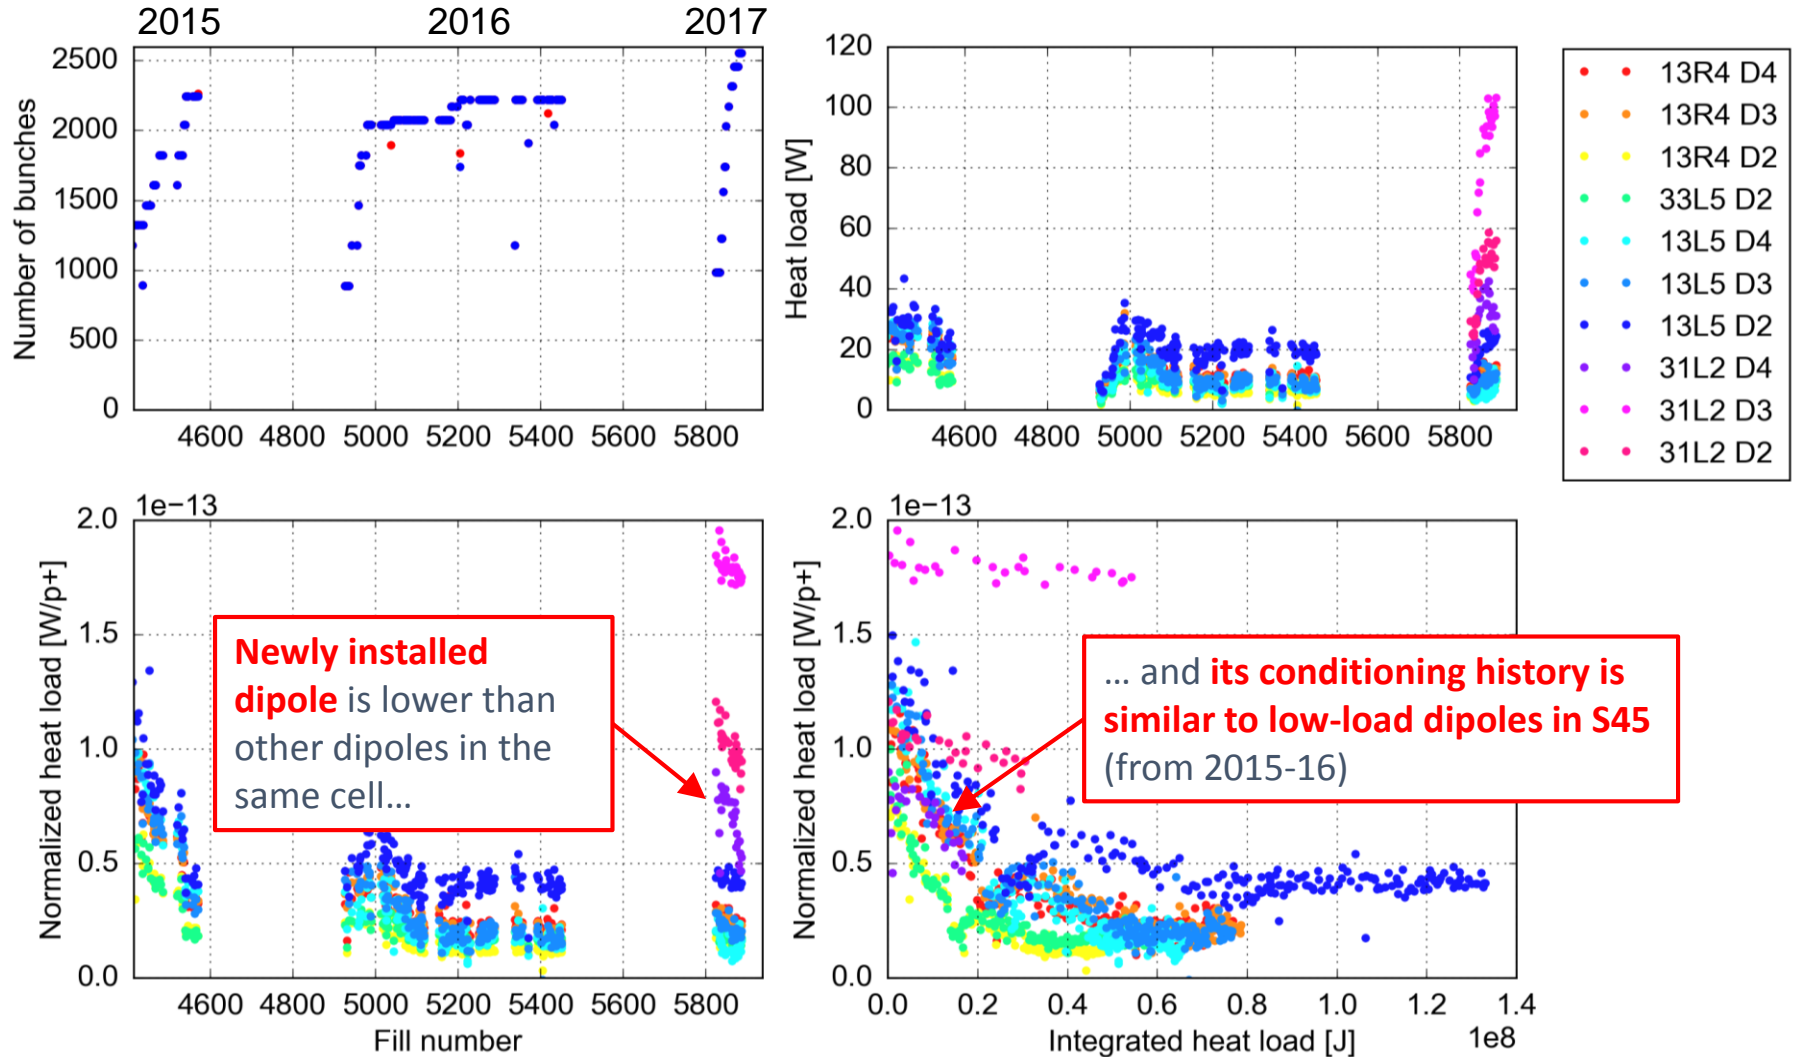 2015 2016 2017
Number of bunches
2500
2000
1500
1000
500
0
4600 4800 5000 5200 5400 5600 5800
Heat load [W]
120
100
80
60
40
20
0
4600 4800 5000 5200 5400 5600 5800
13R4 D4
13R4 D3
13R4 D2
33L5 D2
13L5 D4
13L5 D3
13L5 D2
31L2 D4
31L2 D3
31L2 D2
1e−13
Normalized heat load [W/p+]
2.0
1.5
1.0
0.5
0.0
4600 4800 5000 5200 5400 5600 5800
Fill number
Newly installed
dipole is lower than
other dipoles in the
same cell…
1e−13
Normalized heat load [W/p+]
2.0
1.5
1.0
0.5
0.0
0.0 0.2 0.4 0.6 0.8 1.0 1.2 1.4
Integrated heat load [J]
1e8
… and its conditioning history is
similar to low-load dipoles in S45
(from 2015-16)